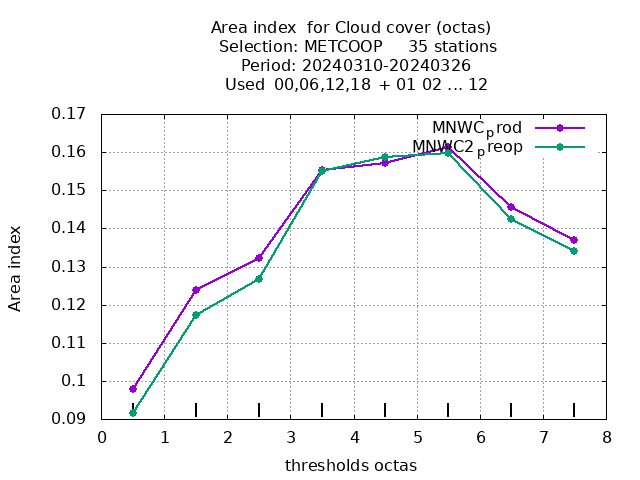 Area index  for Cloud cover (octas)
Selection: METCOOP     35 stations
Period: 20240310-20240326
Used  00,06,12,18  + 01 02 ... 12
MNWCprod
MNWC2preop
0.17
0.16
0.15
0.14
0.13
0.12
0.11
0.1
0.09
Area index
0 1 2 3 4 5 6 7 8
thresholds octas